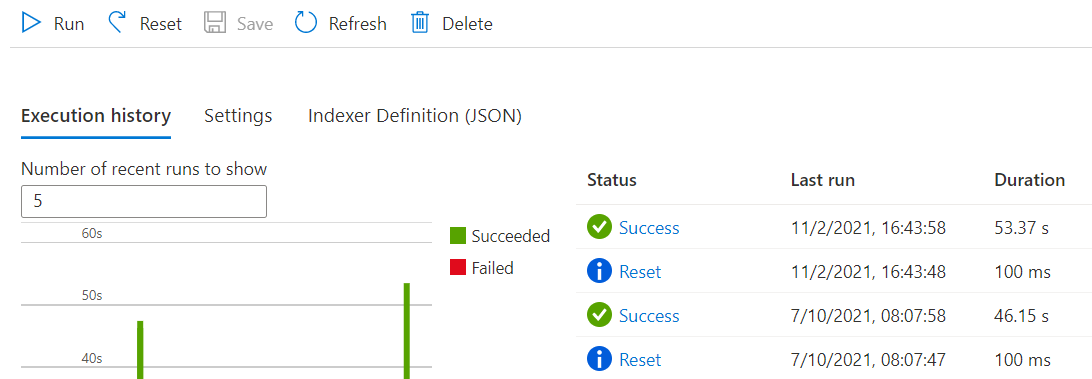 Run Reset Save Refresh Delete
Execution history Settings Indexer Definition (JSON)
Number of recent runs to show
5
60s
50s
40s
Succeeded
Failed
Status Last run Duration
Success 11/2/2021, 16:43:58 53.37 s
Reset 11/2/2021, 16:43:48 100 ms
Success 7/10/2021, 08:07:58 46.15 s
Reset 7/10/2021, 08:07:47 100 ms